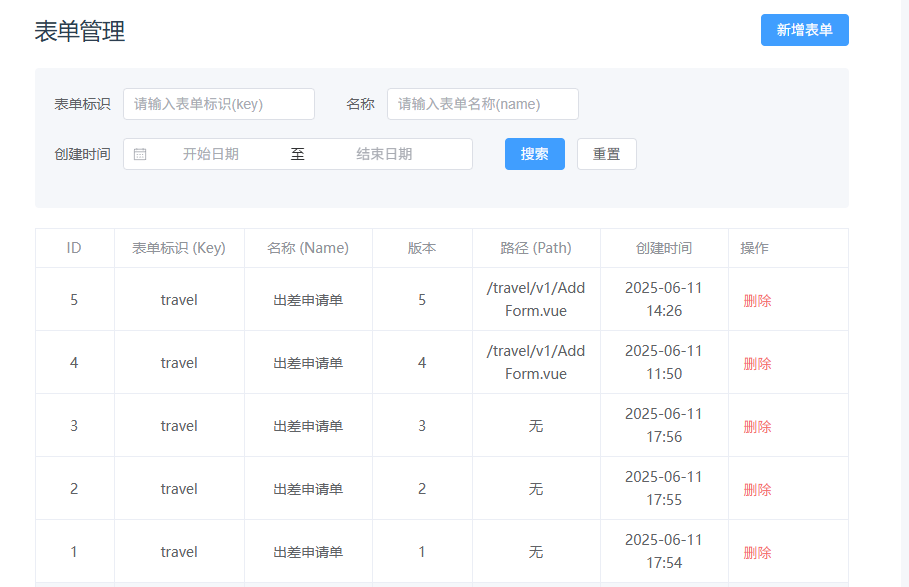 表单管理
新增表单
表单标识 请输入表单标识(key) 名称 请输入表单名称(name)
创建时间 开始日期 至 结束日期 搜索 重置
ID 表单标识 (Key) 名称 (Name) 版本 路径 (Path) 创建时间 操作
5 travel 出差申请单 5 /travel/v1/Add 2025-06-11 删除
Form.vue 14:26
4 travel 出差申请单 4 /travel/v1/Add 2025-06-11 删除
Form.vue 11:50
3 travel 出差申请单 3 无 2025-06-11 删除
17:56
2 travel 出差申请单 2 无 2025-06-11 删除
17:55
1 travel 出差申请单 1 无 2025-06-11 删除
17:54